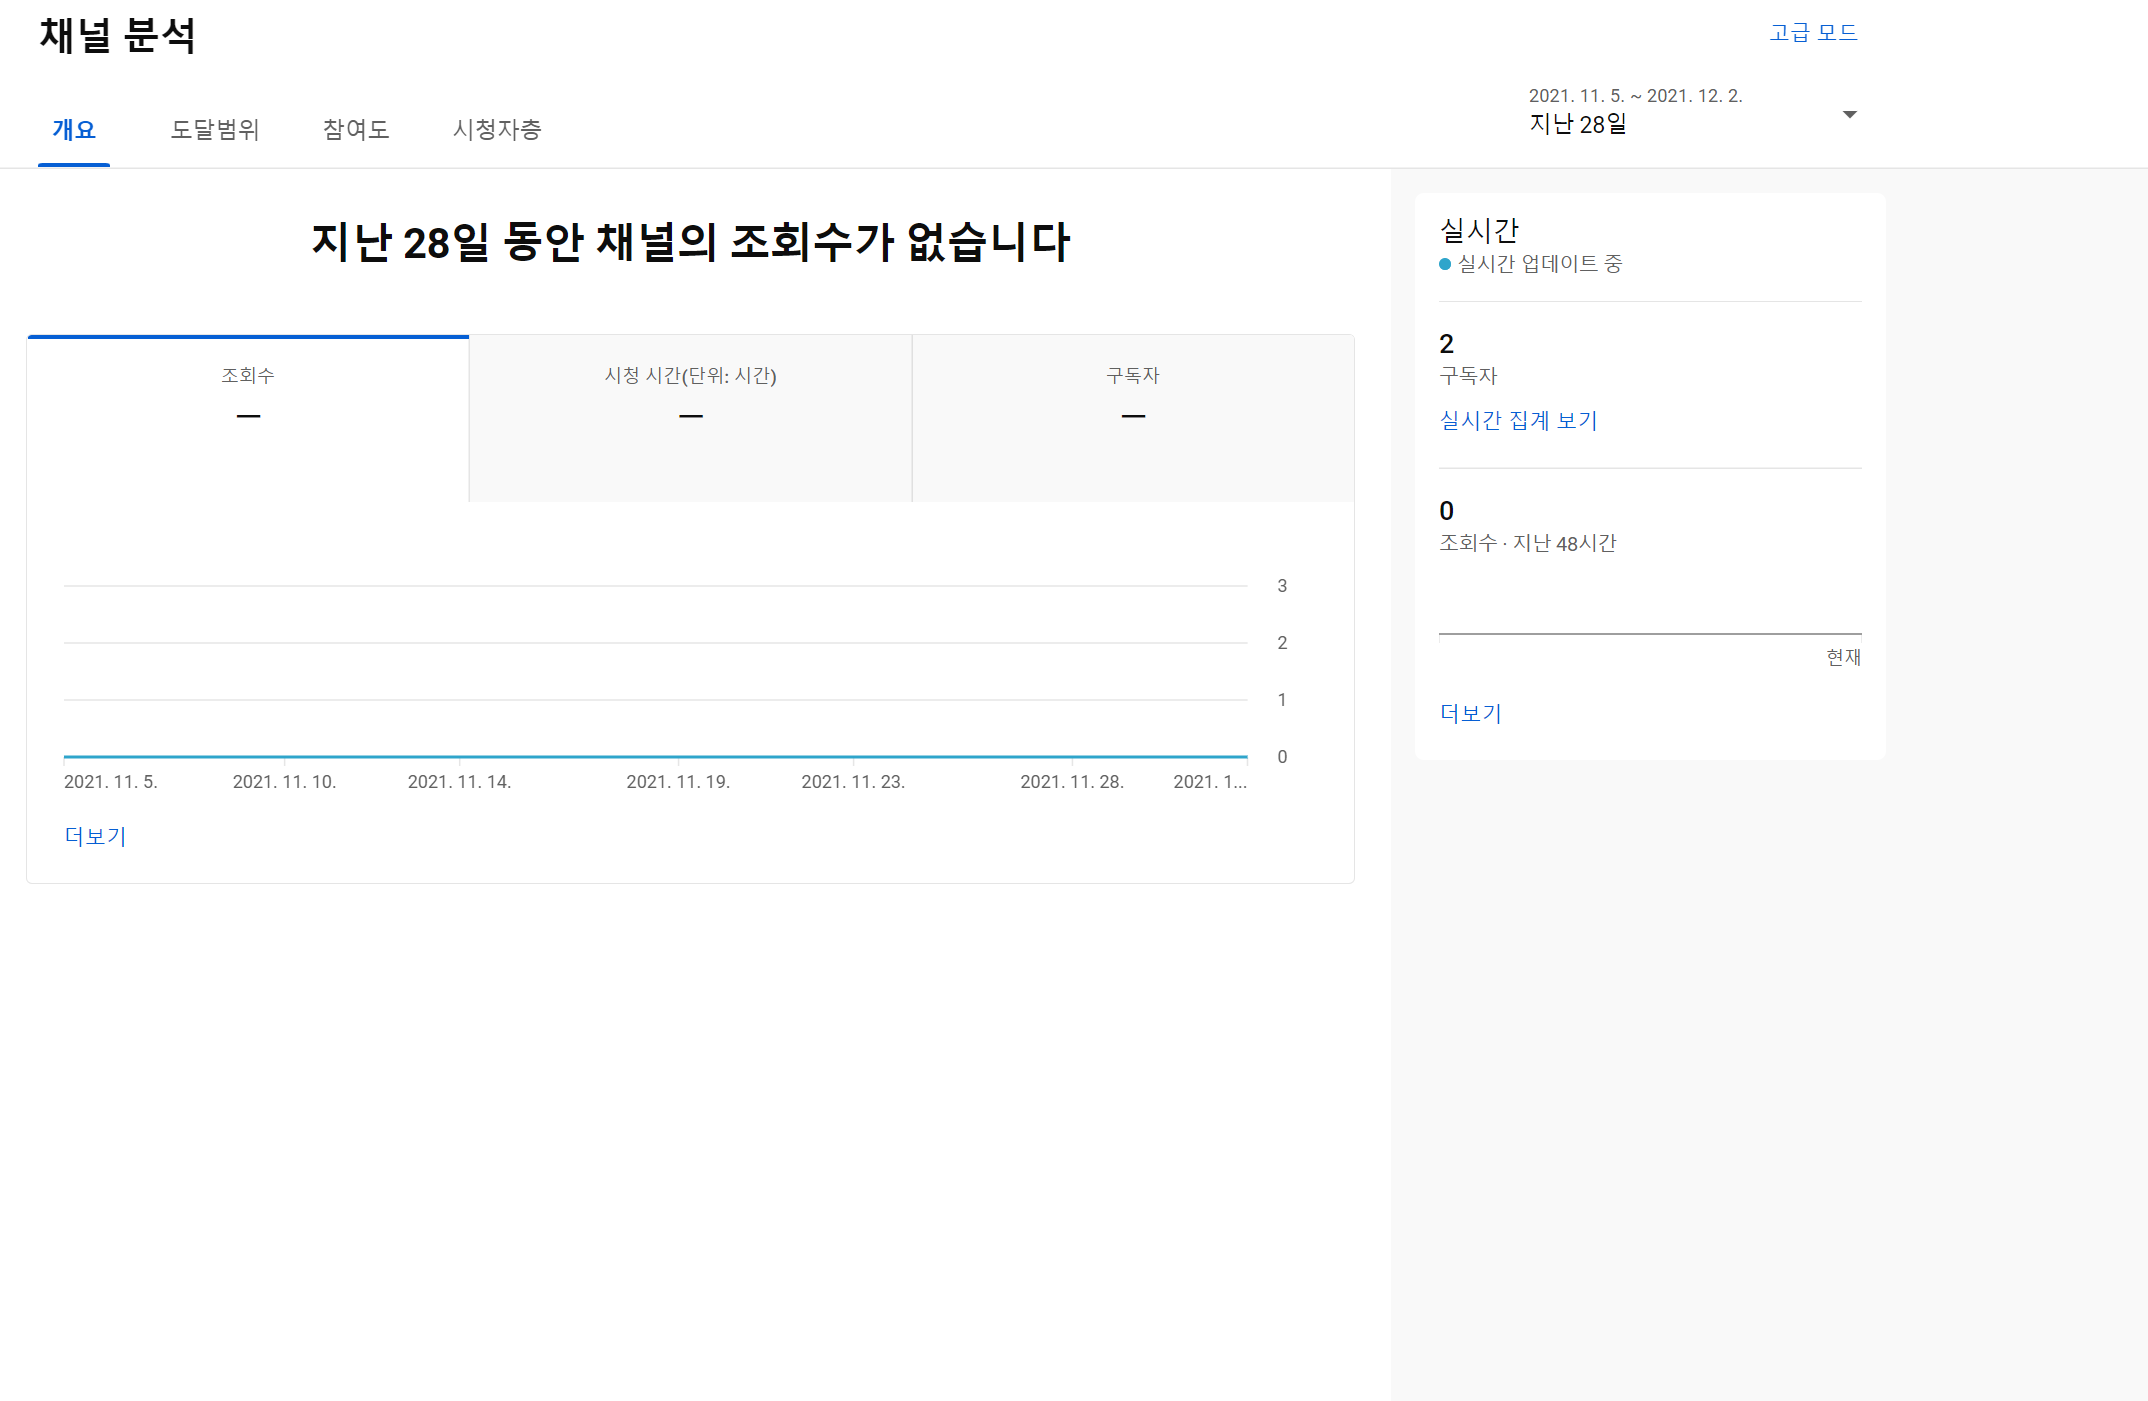 채널 분석
고급 모드
개요
도달범위
참여도
시청자층
2021. 11. 5. ~ 2021. 12. 2.
지난 28일
지난 28일 동안 채널의 조회수가 없습니다
조회수
—
시청 시간(단위: 시간)
—
구독자
—
3
2
1
0
2021. 11. 5.
2021. 11. 10.
2021. 11. 14.
2021. 11. 19.
2021. 11. 23.
2021. 11. 28.
2021. 1...
더보기
실시간
실시간 업데이트 중
2
구독자
실시간 집계 보기
0
조회수 · 지난 48시간
현재
더보기